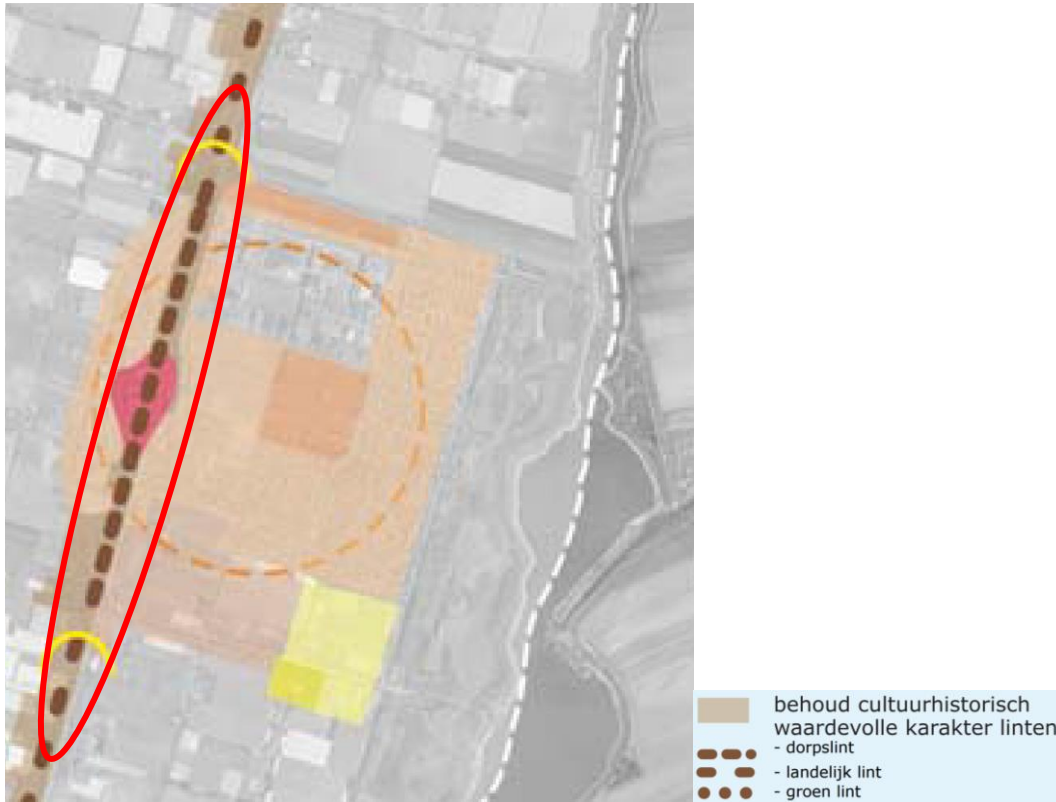 behoud cultuurhistorisch
waardevolle karakter linten
- dorpslint
- landelijk lint
- groen lint